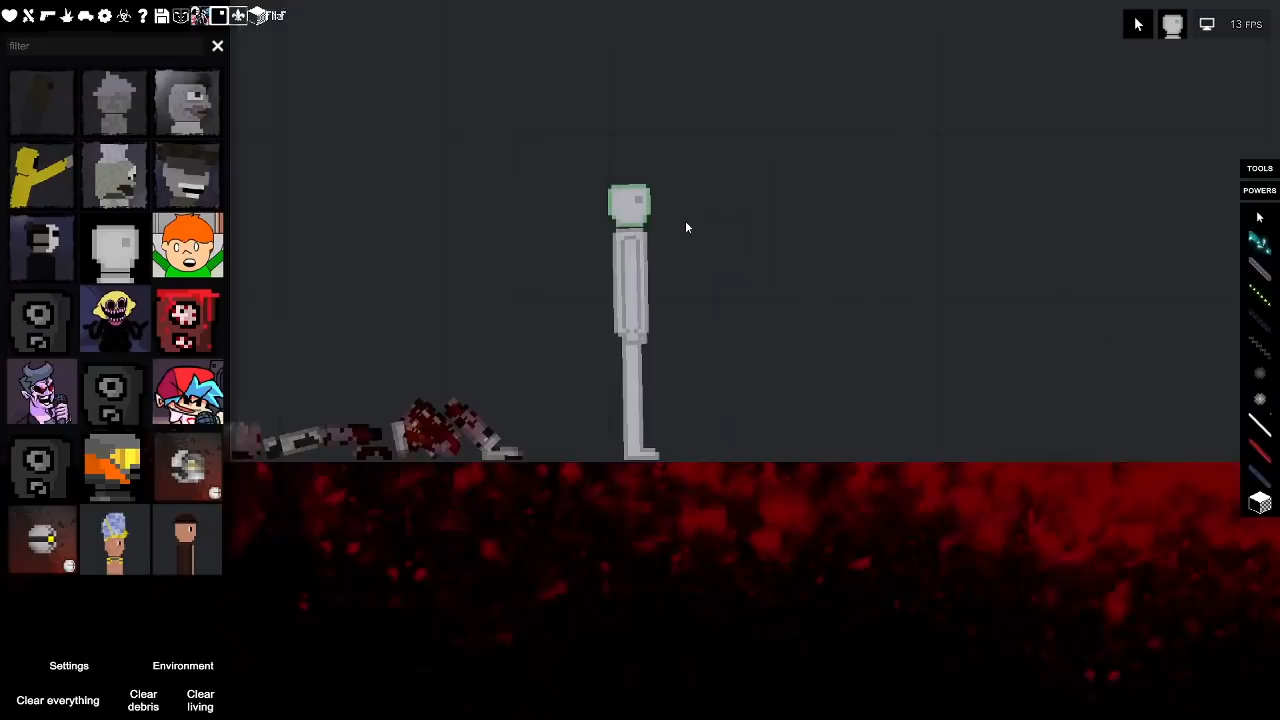 13 FPS
filter
TOOLS
POWERS
Settings
Environment
Clear everything
Clear debris
Clear living